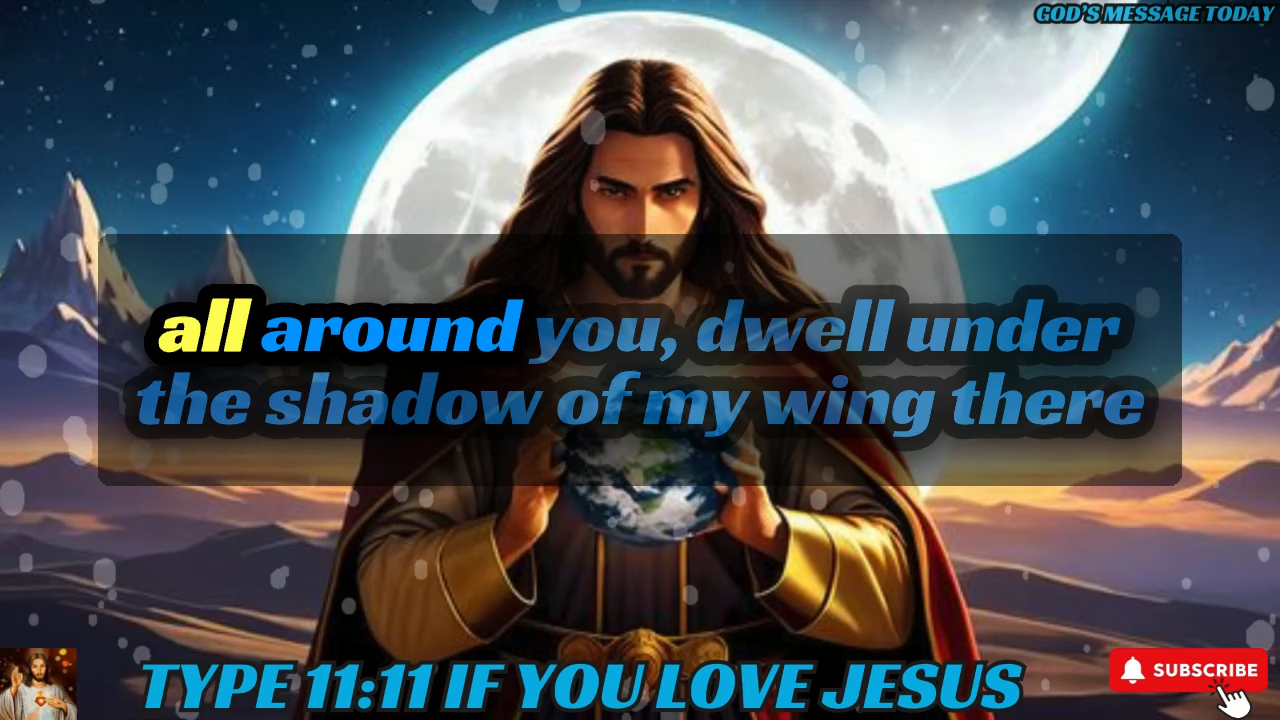 GOD'S MESSAGE TODAY
all around you, dwell under
the shadow of my wing there
TYPE 11:11 IF YOU LOVE JESUS
SUBSCRIBE